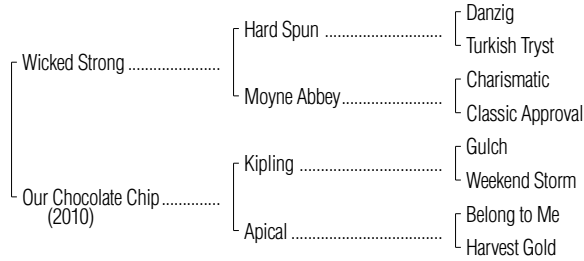 Danzig
Hard Spun ..............................
Turkish Tryst
Wicked Strong ........................
Charismatic
Moyne Abbey..........................
Classic Approval
Gulch
Kipling .....................................
Weekend Storm
Our Chocolate Chip ...............
(2010)
Belong to Me
Apical .......................................
Harvest Gold